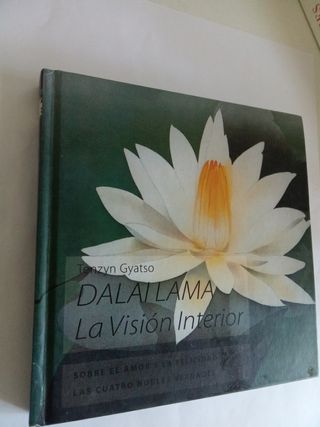 Tenzyn Gyatso
DALAI LAMA
La Visión Interior
SOBRE EL AMOR Y LA FELICIDAD
LAS CUATRO NOBLES VERDADES